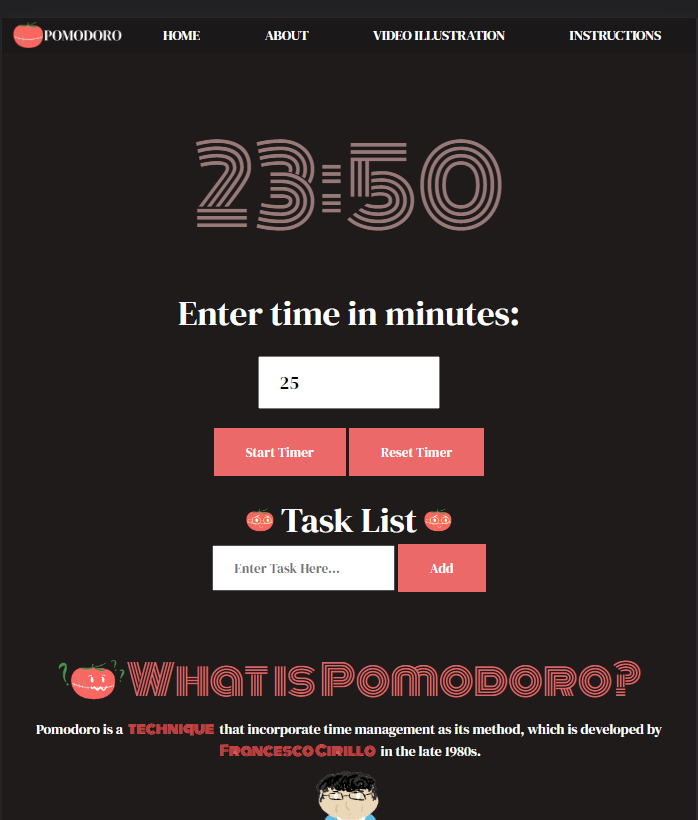 POMODORO HOME ABOUT VIDEO ILLUSTRATION INSTRUCTIONS
23:50
Enter time in minutes:
25
Start Timer Reset Timer
Task List
Enter Task Here... Add
What is Pomodoro?
Pomodoro is a TECHNIQUE that incorporate time management as its method, which is developed by
Francesco Cirillo in the late 1980s.